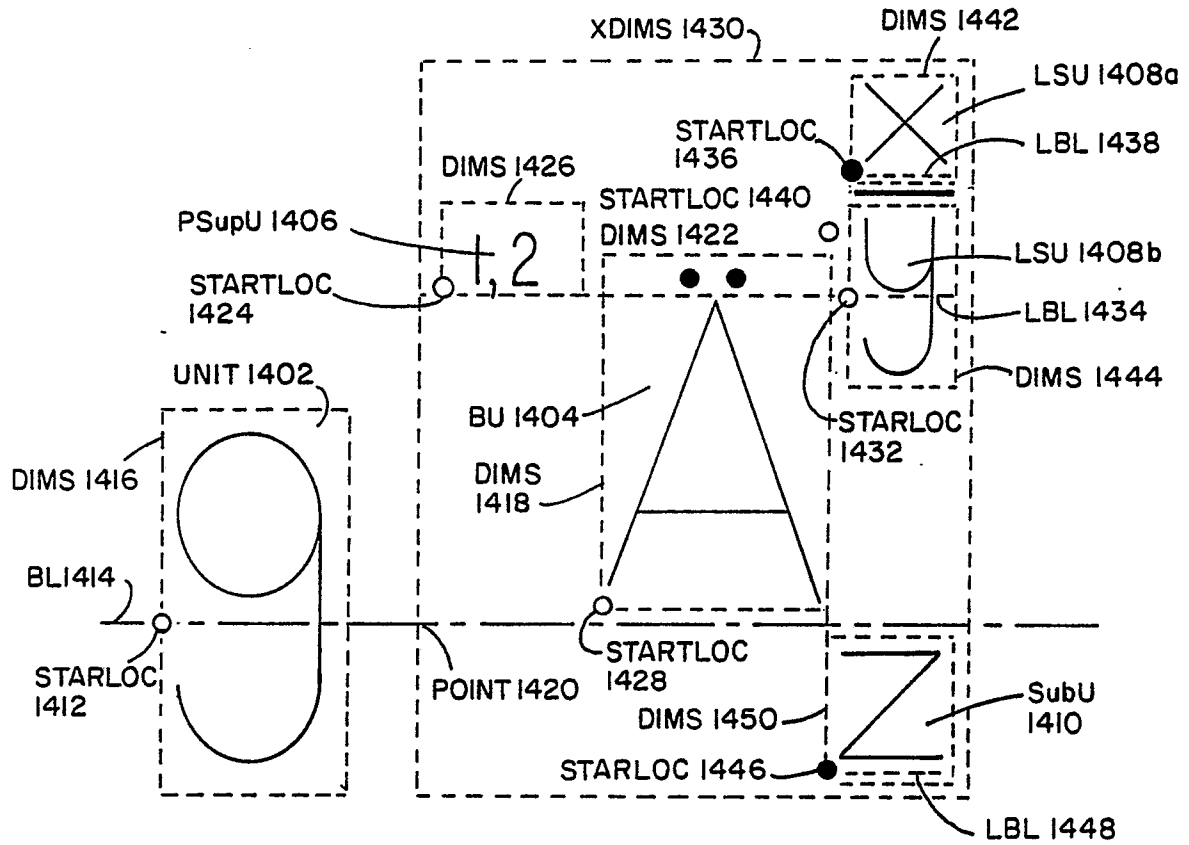 XDIMS 1430
DIMS 1442
LSU 1408a
X
STARTLOC
1436
LBL 1438
DIMS 1426
STARTLOC 1440
PSupU 1406
1,2
DIMS 1422
y
LSU 1408b
STARTLOC
1424
LBL 1434
UNIT 1402
DIMS 1444
BU 1404
Ä
STARLOC
1432
DIMS 1416
g
DIMS
1418
BL1414
STARLOC
1412
POINT 1420
STARTLOC
1428
Z
SubU
1410
DIMS 1450
STARLOC 1446
LBL 1448